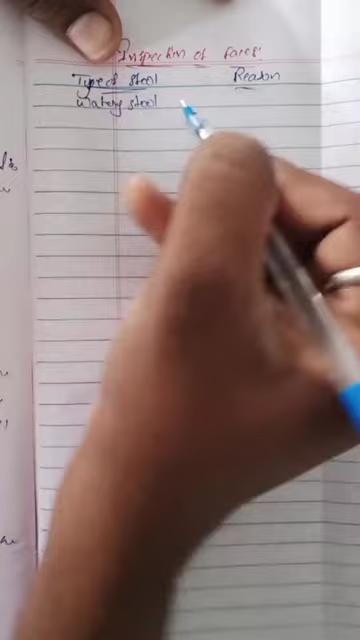 Inspection of faces:
Type of stool Reason
Watery stool